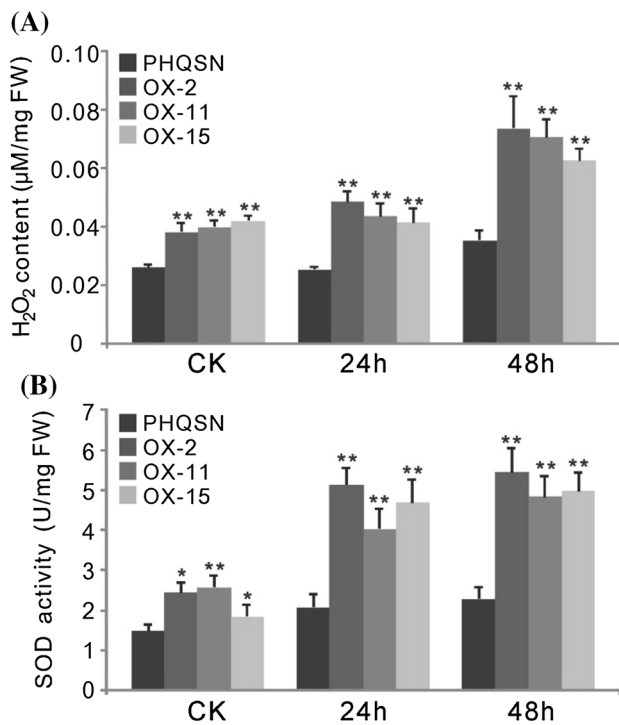 (A)
H₂O₂ content (μM/mg FW)
0.10
0.08
0.06
0.04
0.02
0
PHQSN
OX-2
OX-11
OX-15
** ** **
** ** **
** ** **
CK 24h 48h
(B)
SOD activity (U/mg FW)
7
6
5
4
3
2
1
0
PHQSN
OX-2
OX-11
OX-15
* ** *
** ** **
** ** **
CK 24h 48h